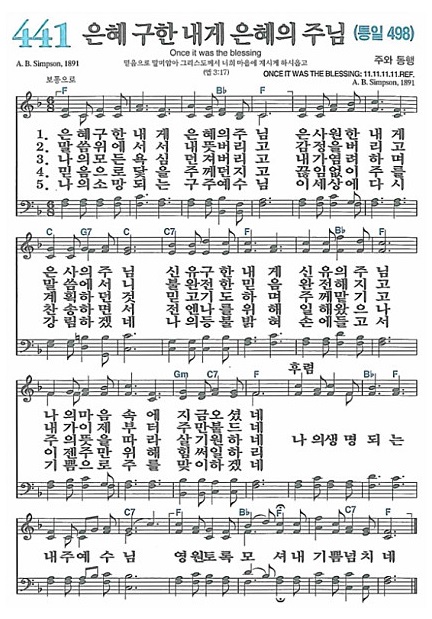 441 은혜 구한 내게 은혜의 주님 (통일 498)
Once it was the blessing
A. B. Simpson, 1891 믿음으로 말미암아 그리스도께서 너희 마음에 계시게 하시옵고 주와 동행
(엡 3:17) ONCE IT WAS THE BLESSING: 11.11.11.11.REF.
보통으로 A. B. Simpson, 1891
F B♭ F
1. 은혜구한내게 은혜의주님 은사원한내게
2. 말씀위에서서 내뜻버리고 감정을버리고
3. 나의모든욕심 던져버리고 내가염려하며
4. 믿음으로닻을 주께던지고 끊임없이주를
5. 나의소망되는 구주예수님 이세상에다시
C G7 C F B♭ F
은사의주님 신유구한내게 신유의주님
말씀에서니 완전한믿음 완전해지고
계획하던것 믿고기도하며 주께맡기고
찬송하면서 전엔나를위해 일해왔으나
강림하겠네 나의등불밝혀 손에들고서
후렴
Gm C7 F B♭ F
나의마음속에 지금오셨네
내가이제부터 주만붙드네
주의뜻을따라 살기원하네 나의생명되는
이젠주만위해 힘써일하리
기쁨으로주를 맞이하겠네
C7 F B♭ F C7 F
내주예수님 영원토록모셔내기쁨넘치네